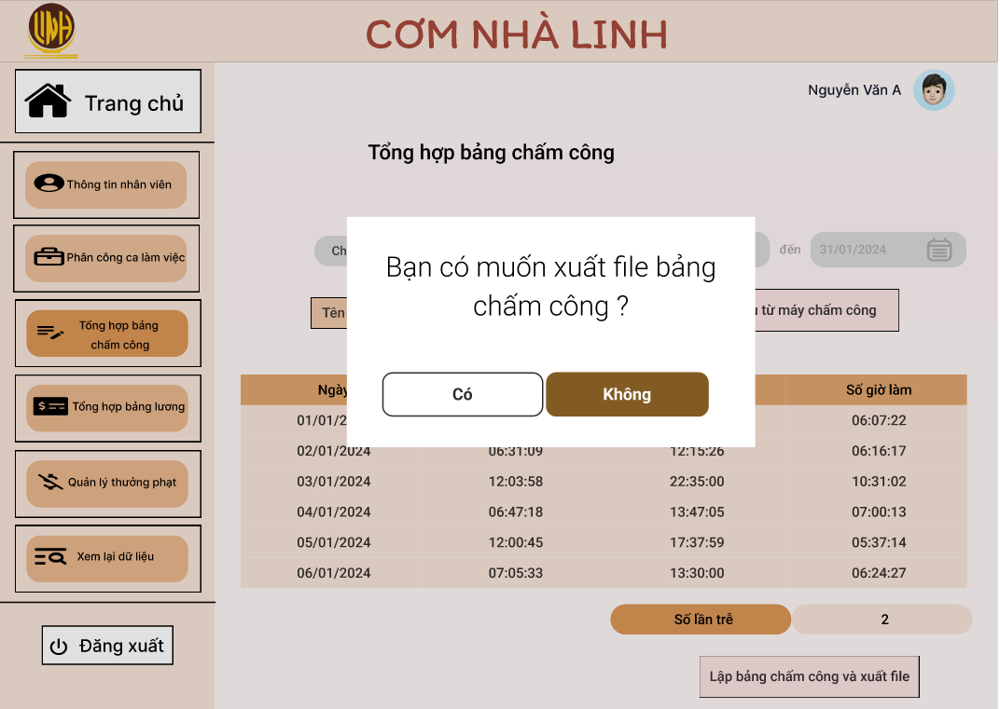 LINH
CƠM NHÀ LINH
Trang chủ
Nguyễn Văn A
Thông tin nhân viên
Phân công ca làm việc
Tổng hợp bảng
chấm công
Tổng hợp bảng lương
Quản lý thưởng phạt
Xem lại dữ liệu
Đăng xuất
Tổng hợp bảng chấm công
đến 31/01/2024
Tên
từ máy chấm công
Bạn có muốn xuất file bảng
chấm công ?
Có Không
Ngày Số giờ làm
01/01/2 06:07:22
02/01/2024 06:31:09 12:15:26 06:16:17
03/01/2024 12:03:58 22:35:00 10:31:02
04/01/2024 06:47:18 13:47:05 07:00:13
05/01/2024 12:00:45 17:37:59 05:37:14
06/01/2024 07:05:33 13:30:00 06:24:27
Số lần trễ 2
Lập bảng chấm công và xuất file